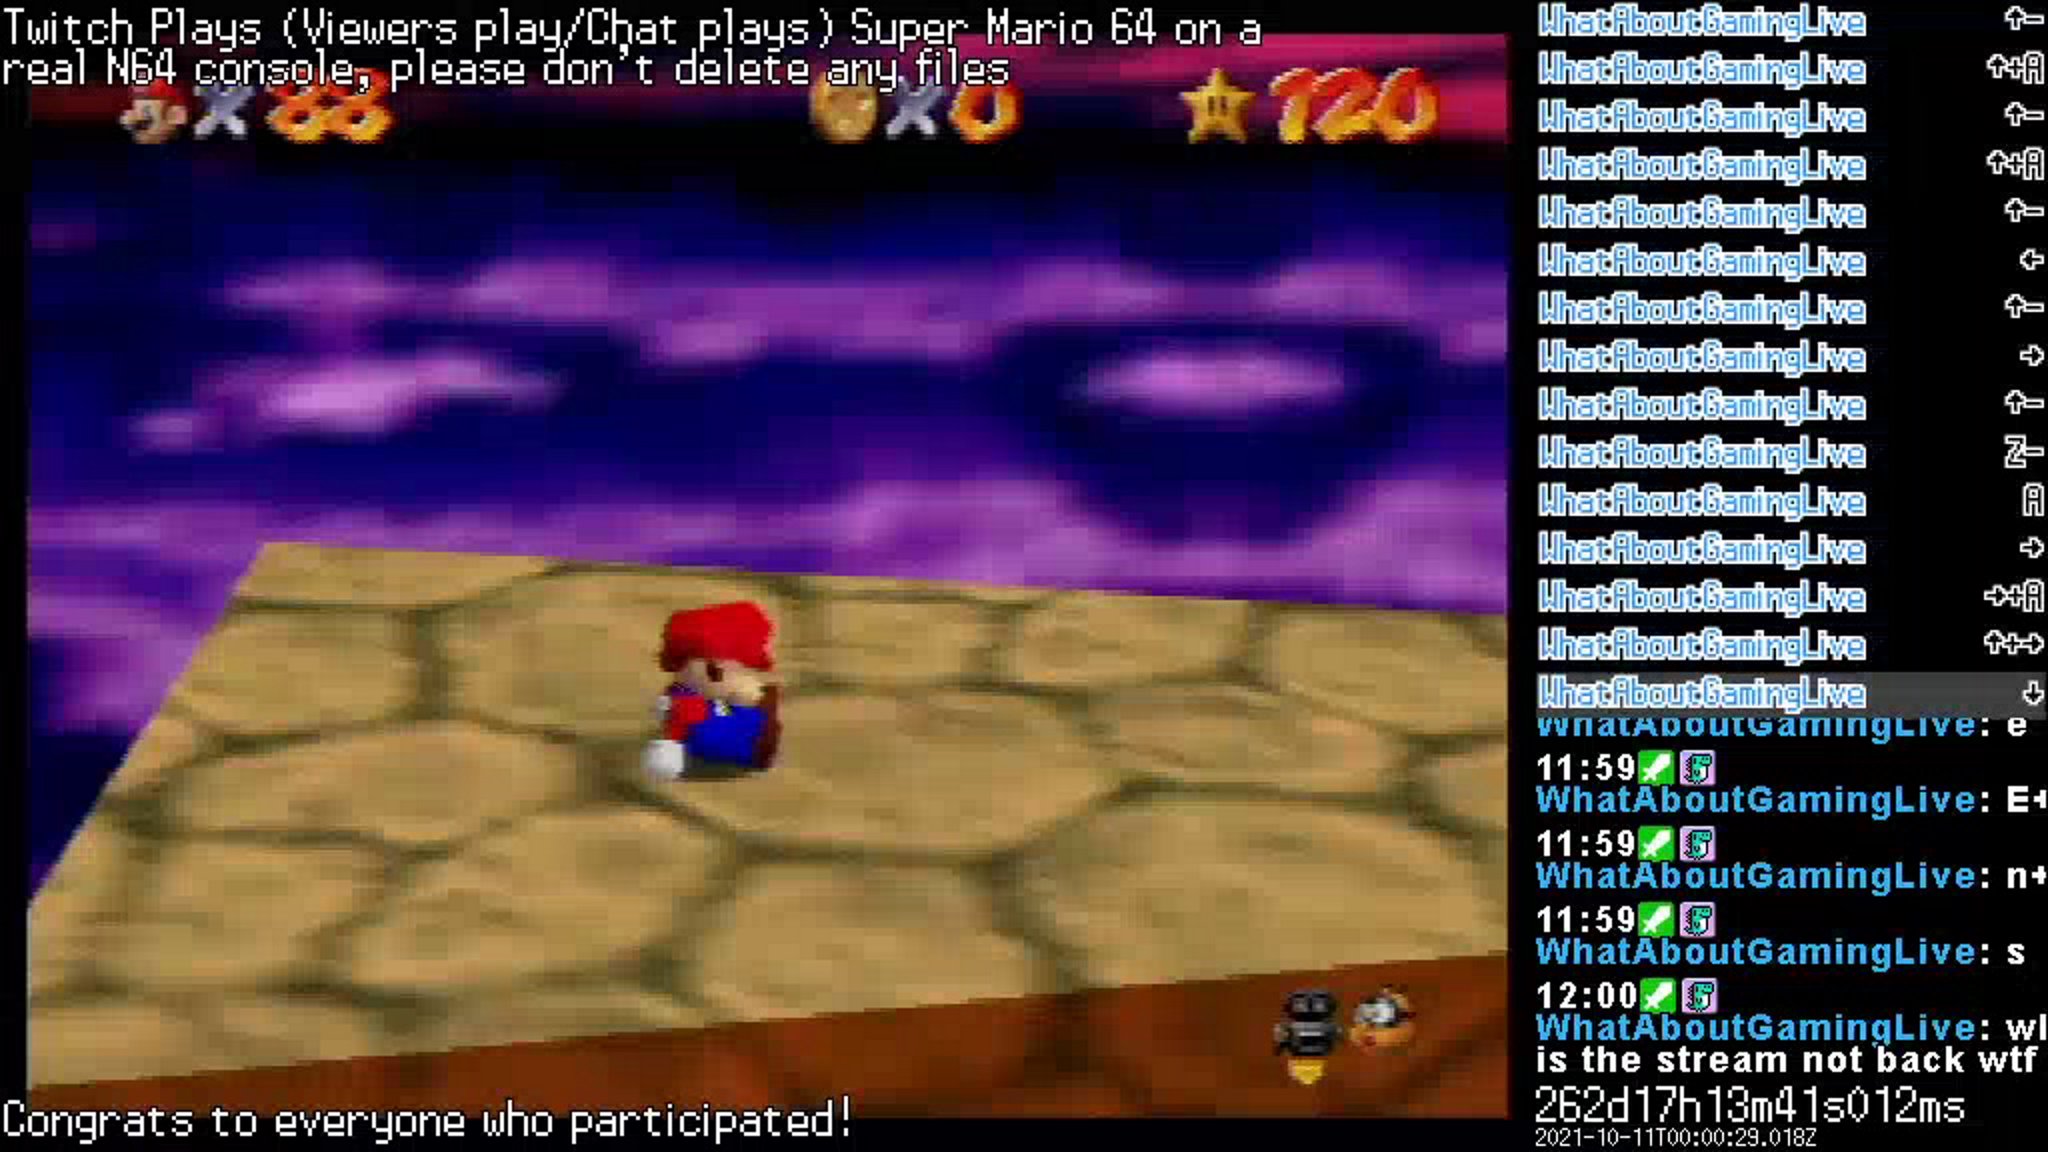 Twitch Plays (Viewers play/Chat plays) Super Mario 64 on a
real N64 console, please don't delete any files
X 88
X 0
120
WhatAboutGamingLive ↑-
WhatAboutGamingLive ↑+A
WhatAboutGamingLive ↑-
WhatAboutGamingLive ↑+A
WhatAboutGamingLive ↑-
WhatAboutGamingLive ←
WhatAboutGamingLive ↑-
WhatAboutGamingLive →
WhatAboutGamingLive ↑-
WhatAboutGamingLive Z-
WhatAboutGamingLive A
WhatAboutGamingLive →
WhatAboutGamingLive →+A
WhatAboutGamingLive ↑+→
WhatAboutGamingLive ↓
WhatAboutGamingLive: e
11:59
WhatAboutGamingLive: E+
11:59
WhatAboutGamingLive: n+
11:59
WhatAboutGamingLive: s
12:00
WhatAboutGamingLive:
is the stream not back wtf
262d17h13m41s012ms
2021-10-11T00:00:29.018Z
Congrats to everyone who participated!